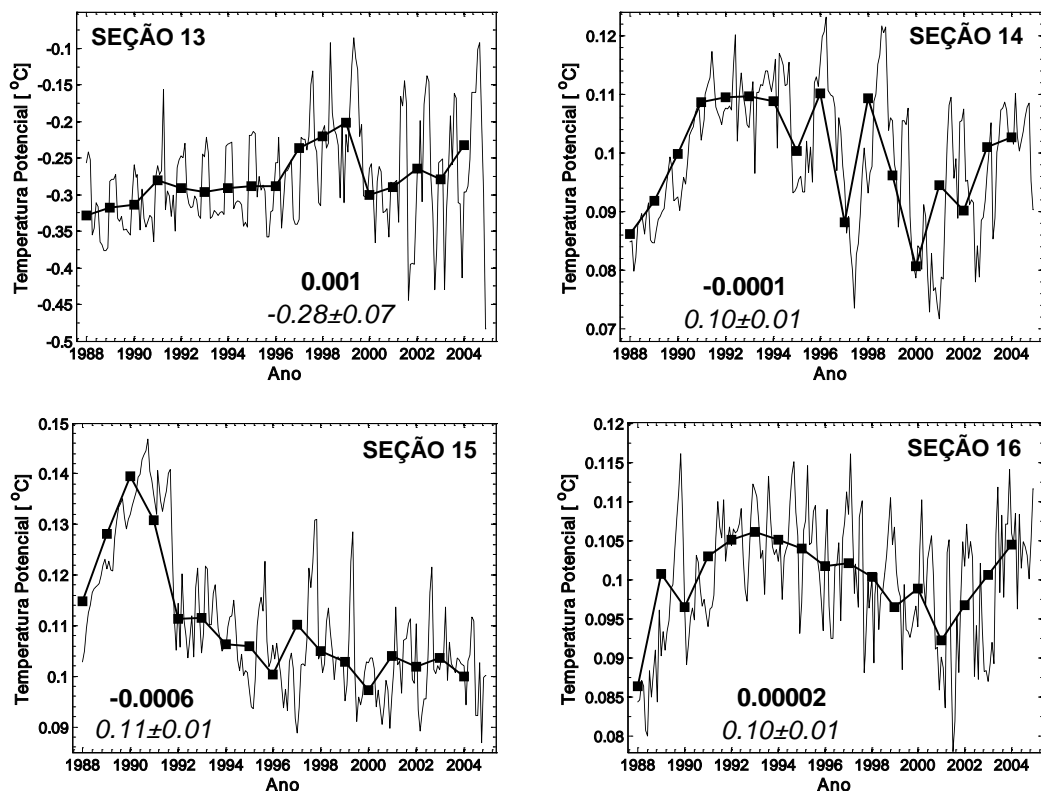 SEÇÃO 13
Temperatura Potencial [ °C]
-0.1
-0.15
-0.2
-0.25
-0.3
-0.35
-0.4
-0.45
-0.5
0.001
-0.28±0.07
1988 1990 1992 1994 1996 1998 2000 2002 2004
Ano
SEÇÃO 14
Temperatura Potencial [ °C]
0.12
0.11
0.1
0.09
0.08
0.07
-0.0001
0.10±0.01
1988 1990 1992 1994 1996 1998 2000 2002 2004
Ano
SEÇÃO 15
Temperatura Potencial [ °C]
0.15
0.14
0.13
0.12
0.11
0.1
0.09
-0.0006
0.11±0.01
1988 1990 1992 1994 1996 1998 2000 2002 2004
Ano
SEÇÃO 16
Temperatura Potencial [ °C]
0.12
0.115
0.11
0.105
0.1
0.095
0.09
0.085
0.08
0.00002
0.10±0.01
1988 1990 1992 1994 1996 1998 2000 2002 2004
Ano